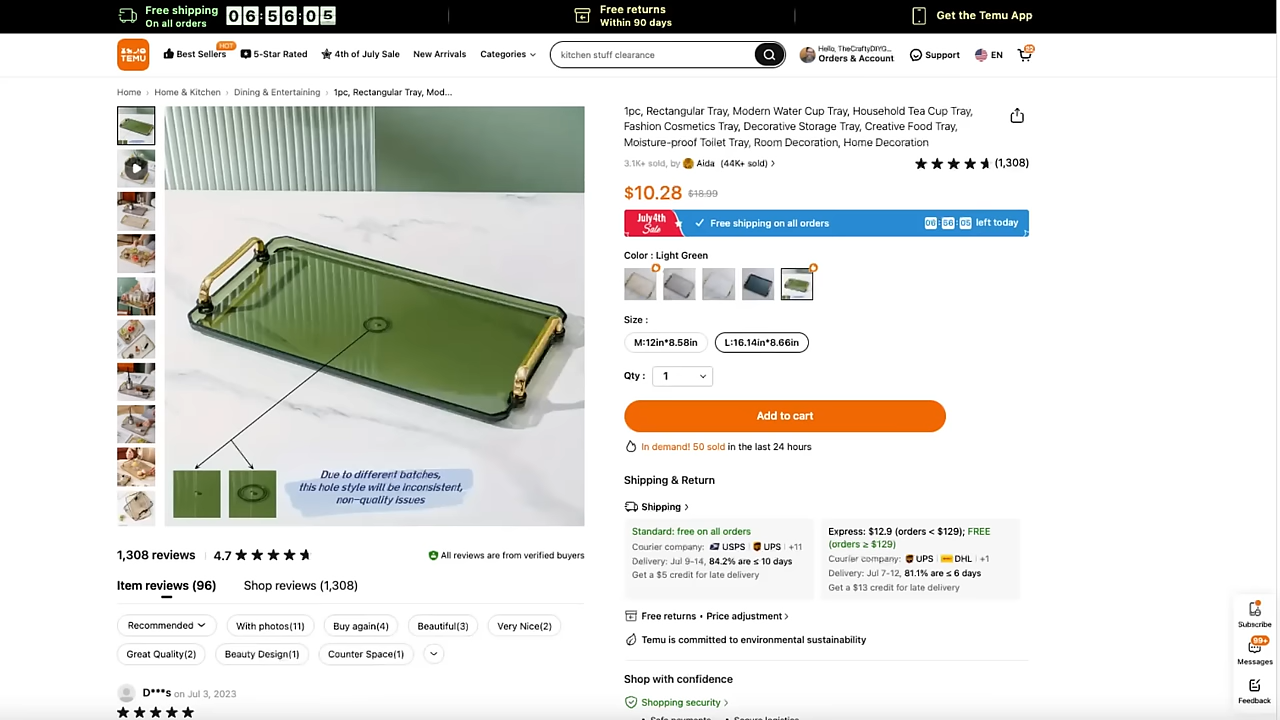 Free shipping
On all orders
06:56:05
Free returns
Within 90 days
Get the Temu App
TEMU
Best Sellers
HOT
5-Star Rated
4th of July Sale
New Arrivals
Categories
kitchen stuff clearance
Hello, TheCraftyDIYG...
Orders & Account
Support
EN
Home › Home & Kitchen › Dining & Entertaining › 1pc, Rectangular Tray, Mod...
Due to different batches,
this hole style will be inconsistent,
non-quality issues
1pc, Rectangular Tray, Modern Water Cup Tray, Household Tea Cup Tray,
Fashion Cosmetics Tray, Decorative Storage Tray, Creative Food Tray,
Moisture-proof Toilet Tray, Room Decoration, Home Decoration
3.1K+ sold, by Aida (44K+ sold) ›
(1,308)
$10.28 $18.99
July4th
Sale
Free shipping on all orders
06:56:05 left today
Color : Light Green
Size :
M:12in*8.58in
L:16.14in*8.66in
Qty : 1
Add to cart
In demand! 50 sold in the last 24 hours
Shipping & Return
Shipping ›
Standard: free on all orders
Courier company: USPS | UPS | +11
Delivery: Jul 9-14, 84.2% are ≤ 10 days
Get a $5 credit for late delivery
Express: $12.9 (orders < $129); FREE
(orders ≥ $129)
Courier company: UPS | DHL | +1
Delivery: Jul 7-12, 81.1% are ≤ 6 days
Get a $13 credit for late delivery
Free returns • Price adjustment ›
Temu is committed to environmental sustainability
Shop with confidence
Shopping security ›
Safe payments
Secure logistics
1,308 reviews
4.7
All reviews are from verified buyers
Item reviews (96)
Shop reviews (1,308)
Recommended
With photos(11)
Buy again(4)
Beautiful(3)
Very Nice(2)
Great Quality(2)
Beauty Design(1)
Counter Space(1)
D***s on Jul 3, 2023
Subscribe
99+
Messages
Feedback